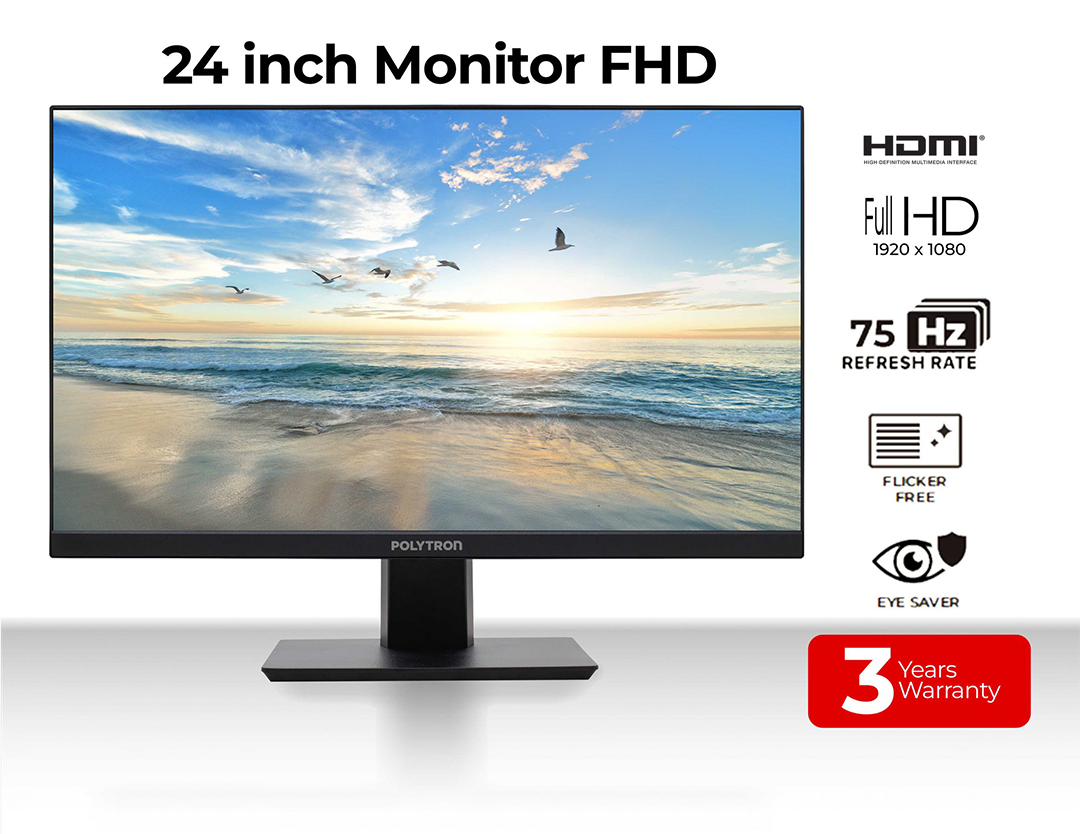 24 inch Monitor FHD
HDMI®
HIGH DEFINITION MULTIMEDIA INTERFACE
Full HD
1920 x 1080
75 Hz
REFRESH RATE
FLICKER
FREE
EYE SAVER
POLYTRON
3 Years
Warranty